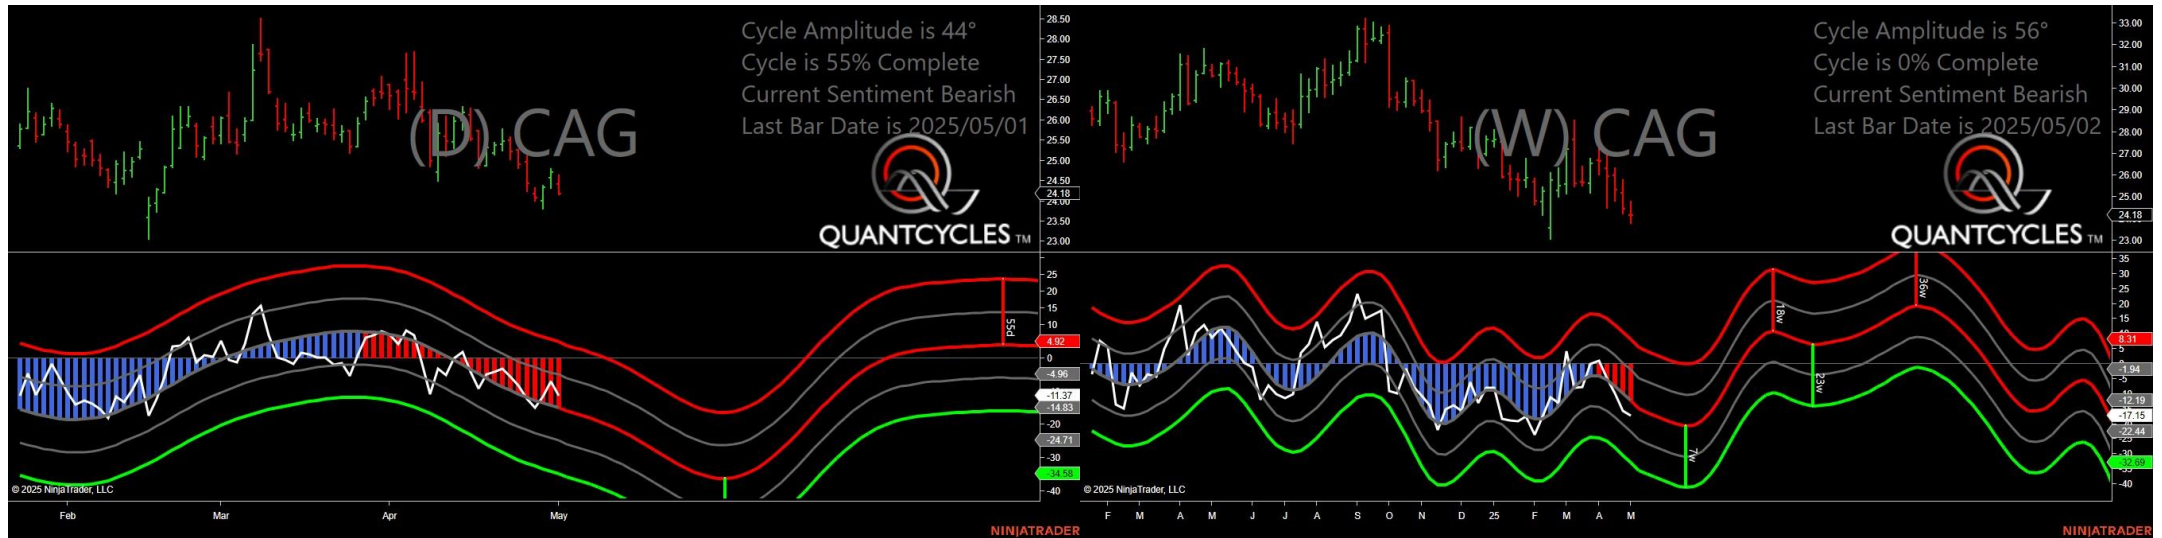 Cycle Amplitude is 44°
Cycle is 55% Complete
Current Sentiment Bearish
Last Bar Date is 2025/05/01
(D) CAG
QUANTCYCLES TM
28.50
28.00
27.50
27.00
26.50
26.00
25.50
25.00
24.50
24.18
24.00
23.50
23.00
55d
25
20
15
10
4.92
0
-4.96
-11.37
-14.83
-20
-24.71
-30
-34.58
-40
© 2025 NinjaTrader, LLC
Feb Mar Apr May
NINJATRADER
Cycle Amplitude is 56°
Cycle is 0% Complete
Current Sentiment Bearish
Last Bar Date is 2025/05/02
(W) CAG
QUANTCYCLES TM
33.00
32.00
31.00
30.00
29.00
28.00
27.00
26.00
25.00
24.18
23.00
7w
18w
23w
36w
35
30
25
20
15
8.31
5
-1.94
-5
-12.19
-17.15
-22.44
-30
-32.69
-40
© 2025 NinjaTrader, LLC
F M A M J J A S O N D 25 F M A M
NINJATRADER